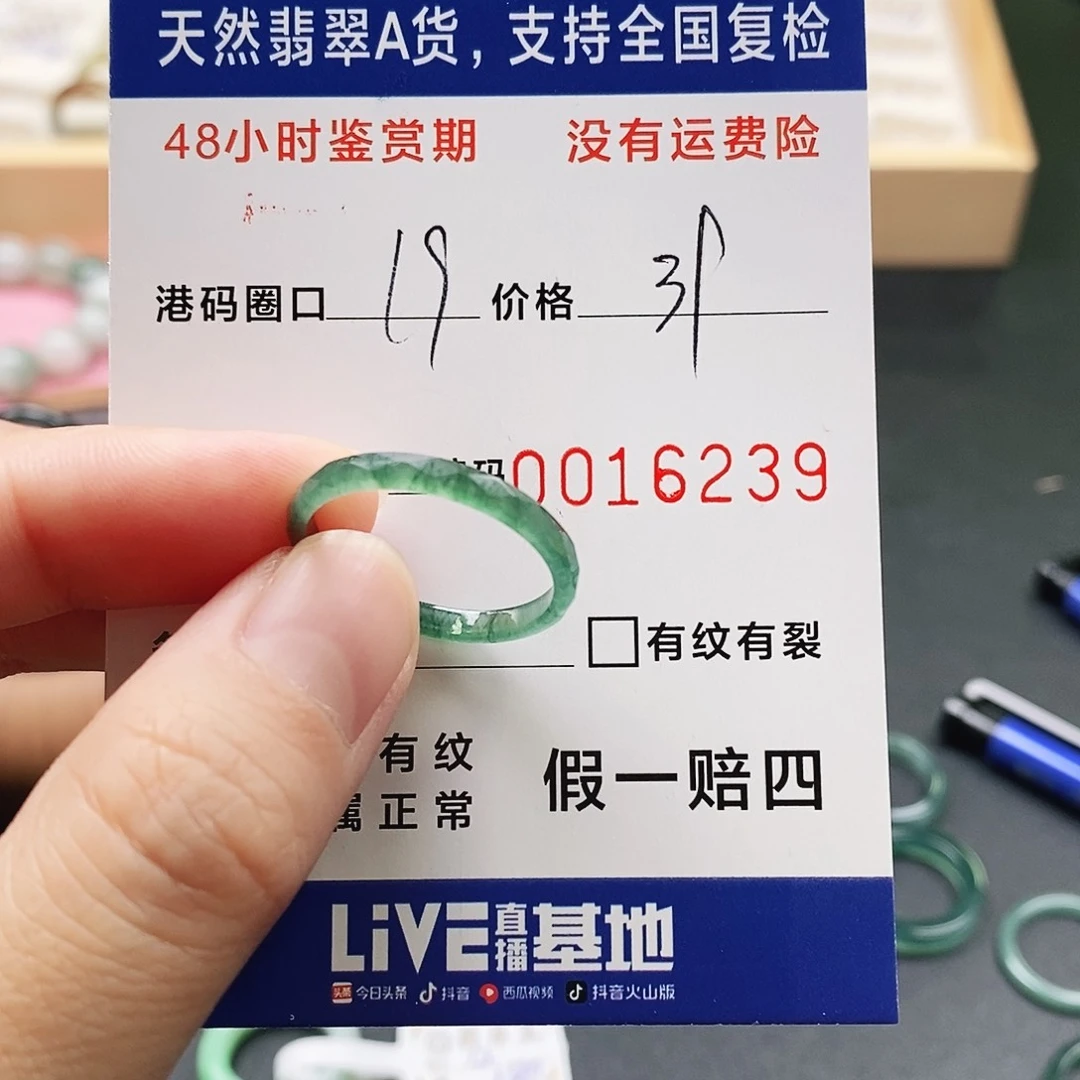 天然翡翠A货,支持全国复检
48小时鉴赏期 没有运费险
港码圈口 19 价格
码 0016239
有纹有裂
有纹 假一赔四
属正常
LiVE直播基地
头条 今日头条 抖音 西瓜视频 抖音火山版